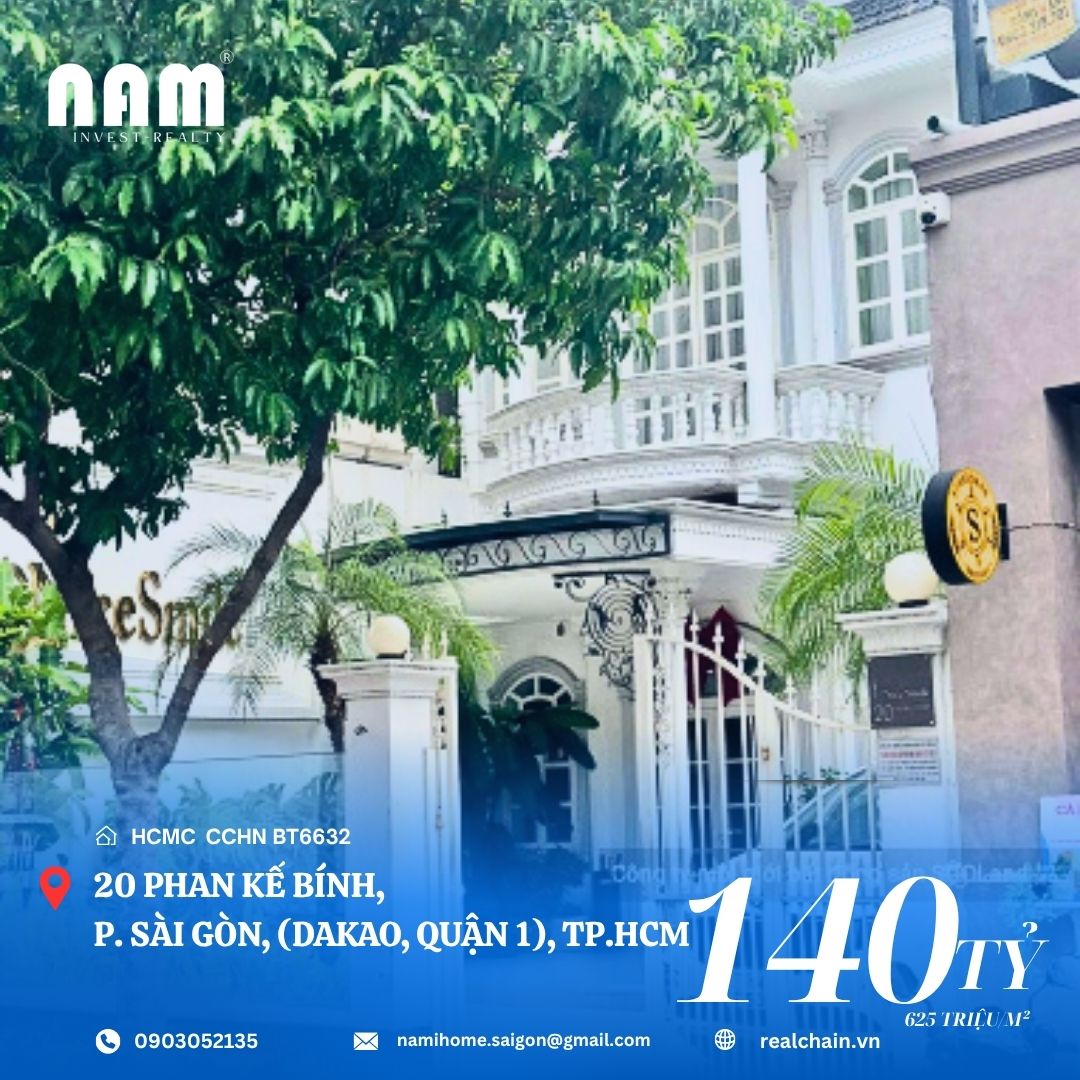 NAM®
INVEST-REALTY
S
20
HCMC CCHN BT6632
20 PHAN KẾ BÍNH,
P. SÀI GÒN, (DAKAO, QUẬN 1), TP.HCM
140 TỶ
625 TRIỆU/M²
0903052135
namihome.saigon@gmail.com
realchain.vn